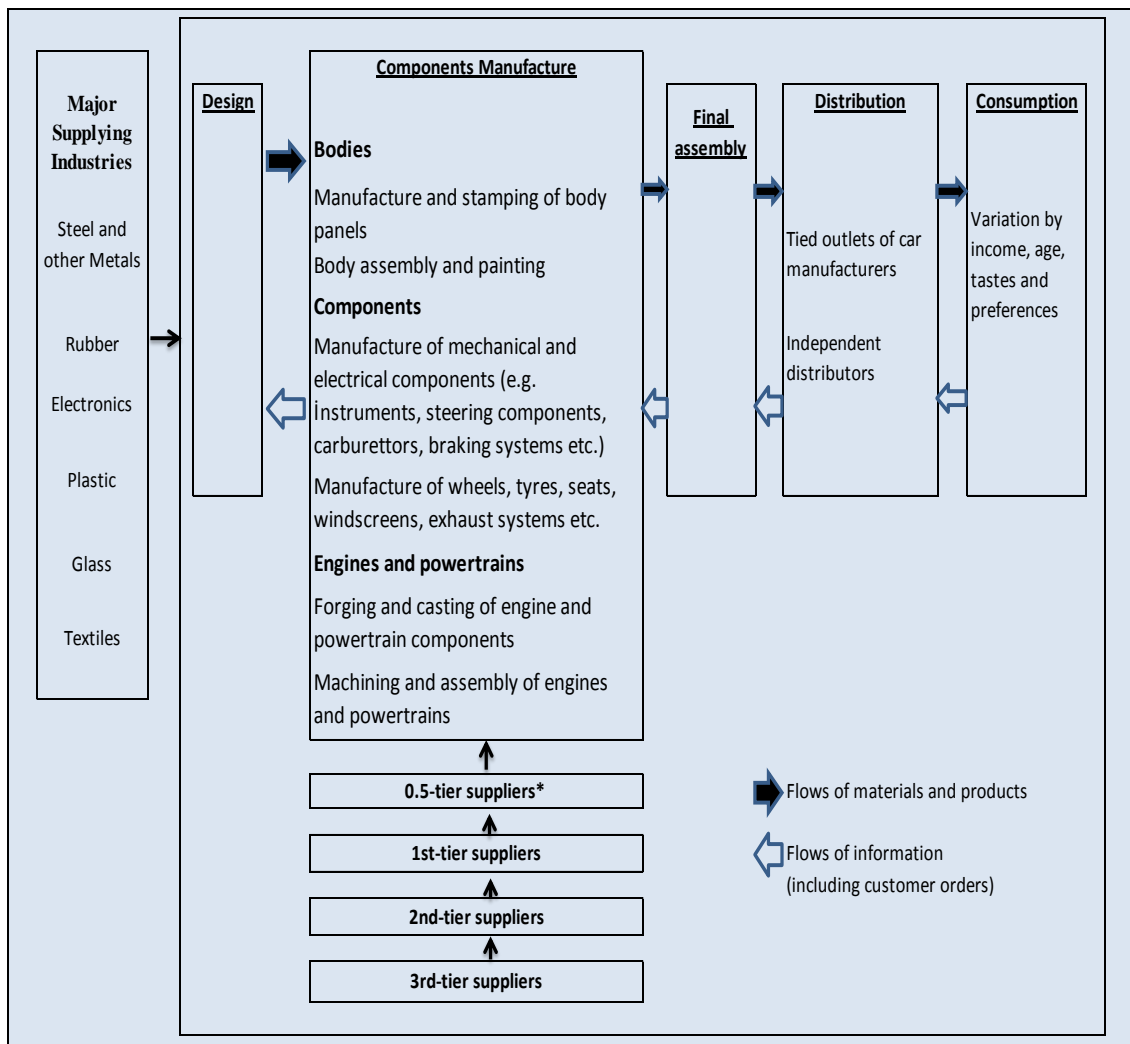 Major
Supplying
Industries
Steel and
other Metals
Rubber
Electronics
Plastic
Glass
Textiles
Design
Components Manufacture
Bodies
Manufacture and stamping of body
panels
Body assembly and painting
Components
Manufacture of mechanical and
electrical components (e.g.
İnstruments, steering components,
carburettors, braking systems etc.)
Manufacture of wheels, tyres, seats,
windscreens, exhaust systems etc.
Engines and powertrains
Forging and casting of engine and
powertrain components
Machining and assembly of engines
and powertrains
Final
assembly
Distribution
Tied outlets of car
manufacturers
Independent
distributors
Consumption
Variation by
income, age,
tastes and
preferences
0.5-tier suppliers*
1st-tier suppliers
2nd-tier suppliers
3rd-tier suppliers
Flows of materials and products
Flows of information
(including customer orders)